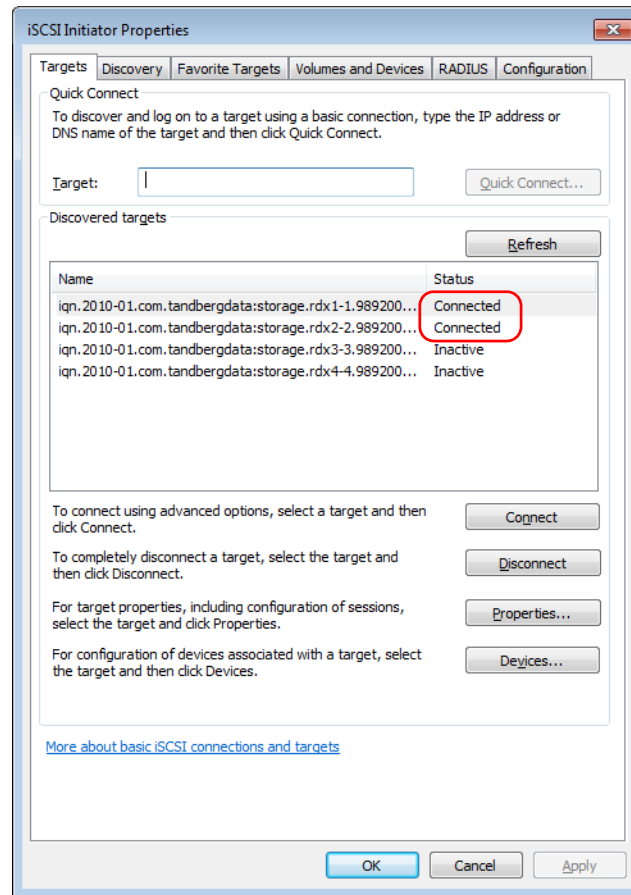 iSCSI Initiator Properties
Targets Discovery Favorite Targets Volumes and Devices RADIUS Configuration
Quick Connect
To discover and log on to a target using a basic connection, type the IP address or
DNS name of the target and then click Quick Connect.
Target:
Quick Connect...
Discovered targets
Refresh
Name Status
iqn.2010-01.com.tandbergdata:storage.rdx1-1.989200... Connected
iqn.2010-01.com.tandbergdata:storage.rdx2-2.989200... Connected
iqn.2010-01.com.tandbergdata:storage.rdx3-3.989200... Inactive
iqn.2010-01.com.tandbergdata:storage.rdx4-4.989200... Inactive
To connect using advanced options, select a target and then
click Connect.
Connect
To completely disconnect a target, select the target and
then click Disconnect.
Disconnect
For target properties, including configuration of sessions,
select the target and click Properties.
Properties...
For configuration of devices associated with a target, select
the target and then click Devices.
Devices...
More about basic iSCSI connections and targets
OK Cancel Apply